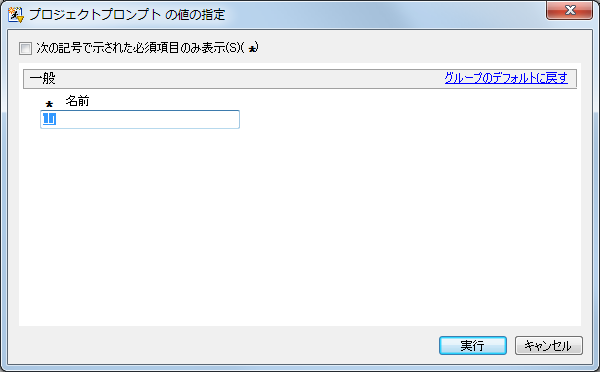 プロジェクトプロンプト の値の指定
次の記号で示された必須項目のみ表示(S)( *)
一般
グループのデフォルトに戻す
* 名前
実行
キャンセル